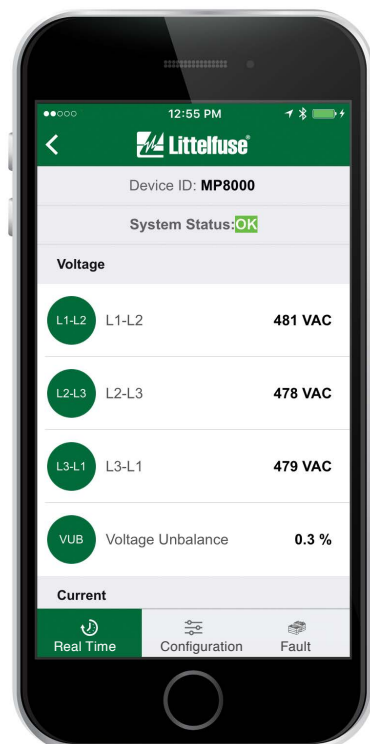 12:55 PM
Littelfuse®
Device ID: MP8000
System Status:OK
Voltage
L1-L2 L1-L2 481 VAC
L2-L3 L2-L3 478 VAC
L3-L1 L3-L1 479 VAC
VUB Voltage Unbalance 0.3 %
Current
Real Time Configuration Fault